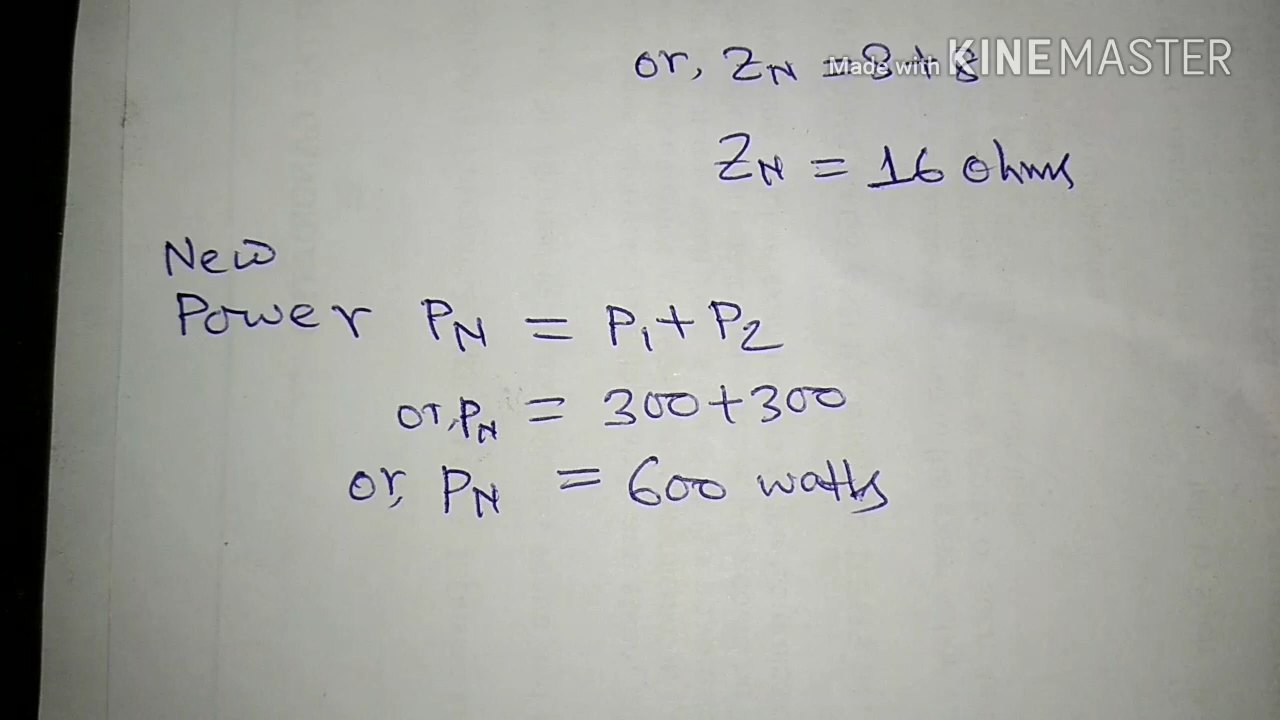 or, ZN = 8 + 8
Made with KINEMASTER
ZN = 16 ohms
New
Power PN = P1 + P2
or, PN = 300 + 300
or, PN = 600 watts